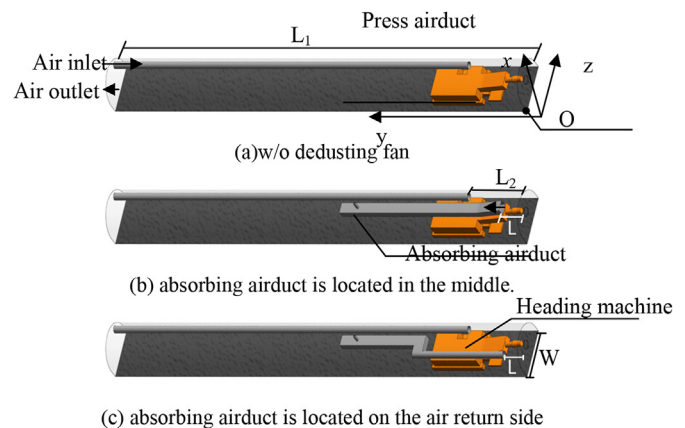 Press airduct
L1
Air inlet
x
z
Air outlet
O
y
(a)w/o dedusting fan
L2
L
Absorbing airduct
(b) absorbing airduct is located in the middle.
Heading machine
W
L
(c) absorbing airduct is located on the air return side